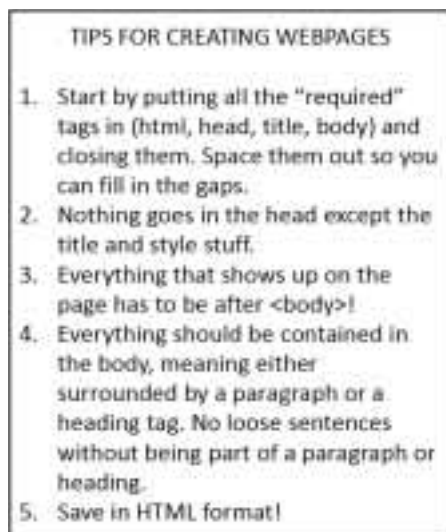 TIPS FOR CREATING WEBPAGES
1. Start by putting all the “required”
tags in (html, head, title, body) and
closing them. Space them out so you
can fill in the gaps.
2. Nothing goes in the head except the
title and style stuff.
3. Everything that shows up on the
page has to be after <body>!
4. Everything should be contained in
the body, meaning either
surrounded by a paragraph or a
heading tag. No loose sentences
without being part of a paragraph or
heading.
5. Save in HTML format!